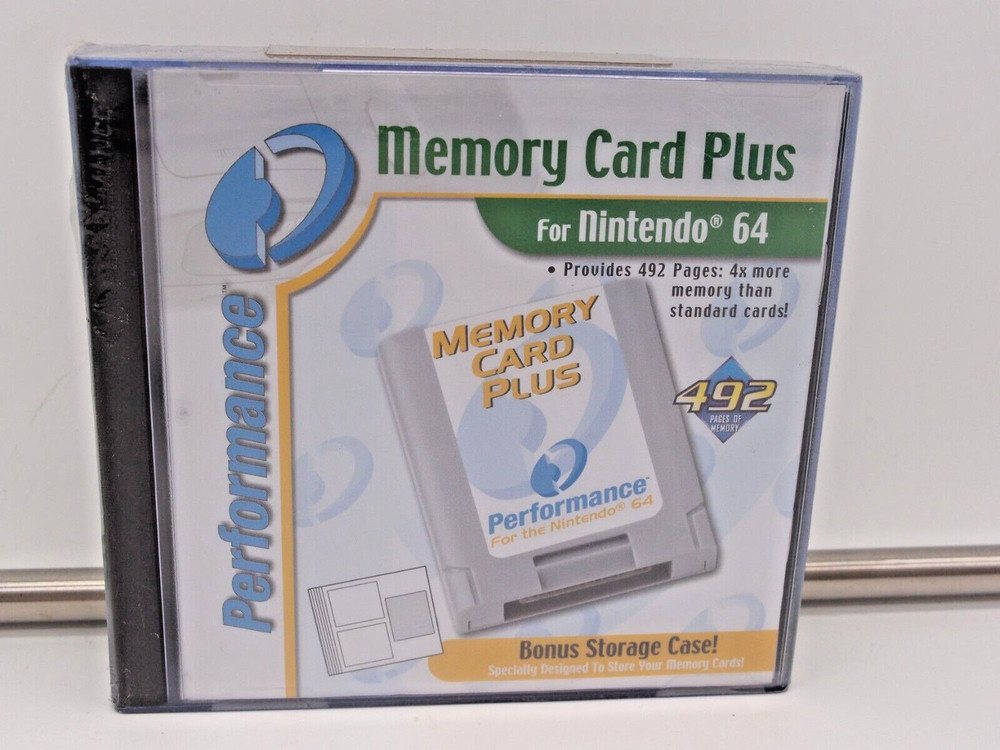 Memory Card Plus
For Nintendo® 64
• Provides 492 Pages: 4x more
memory than
standard cards!
Performance™
MEMORY
CARD
PLUS
492
PAGES OF
MEMORY
Performance™
For the Nintendo® 64
Bonus Storage Case!
Specially Designed To Store Your Memory Cards!